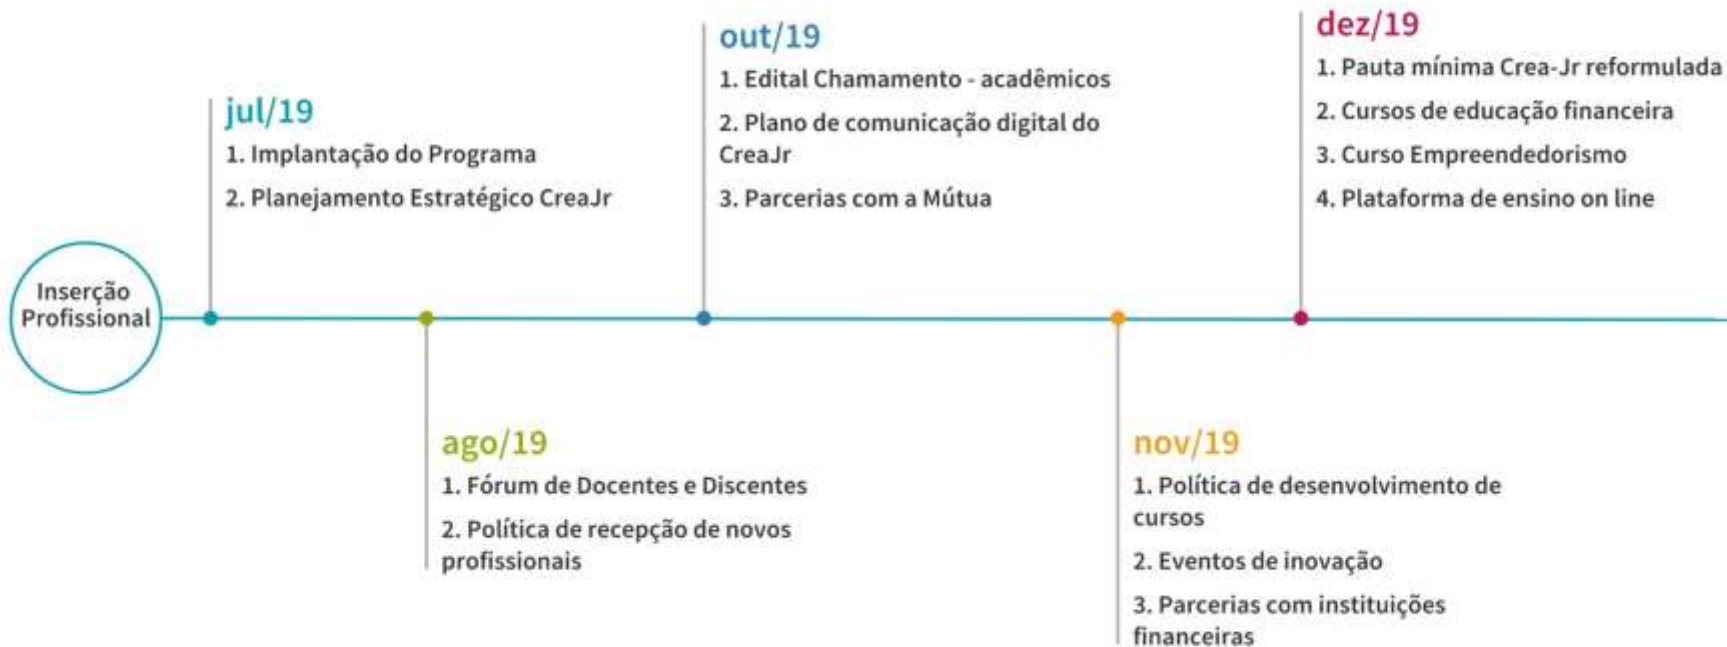 Inserção
Profissional
jul/19
1. Implantação do Programa
2. Planejamento Estratégico CreaJr
ago/19
1. Fórum de Docentes e Discentes
2. Política de recepção de novos
profissionais
out/19
1. Edital Chamamento - acadêmicos
2. Plano de comunicação digital do
CreaJr
3. Parcerias com a Mútua
nov/19
1. Política de desenvolvimento de
cursos
2. Eventos de inovação
3. Parcerias com instituições
financeiras
dez/19
1. Pauta mínima Crea-Jr reformulada
2. Cursos de educação financeira
3. Curso Empreendedorismo
4. Plataforma de ensino on line